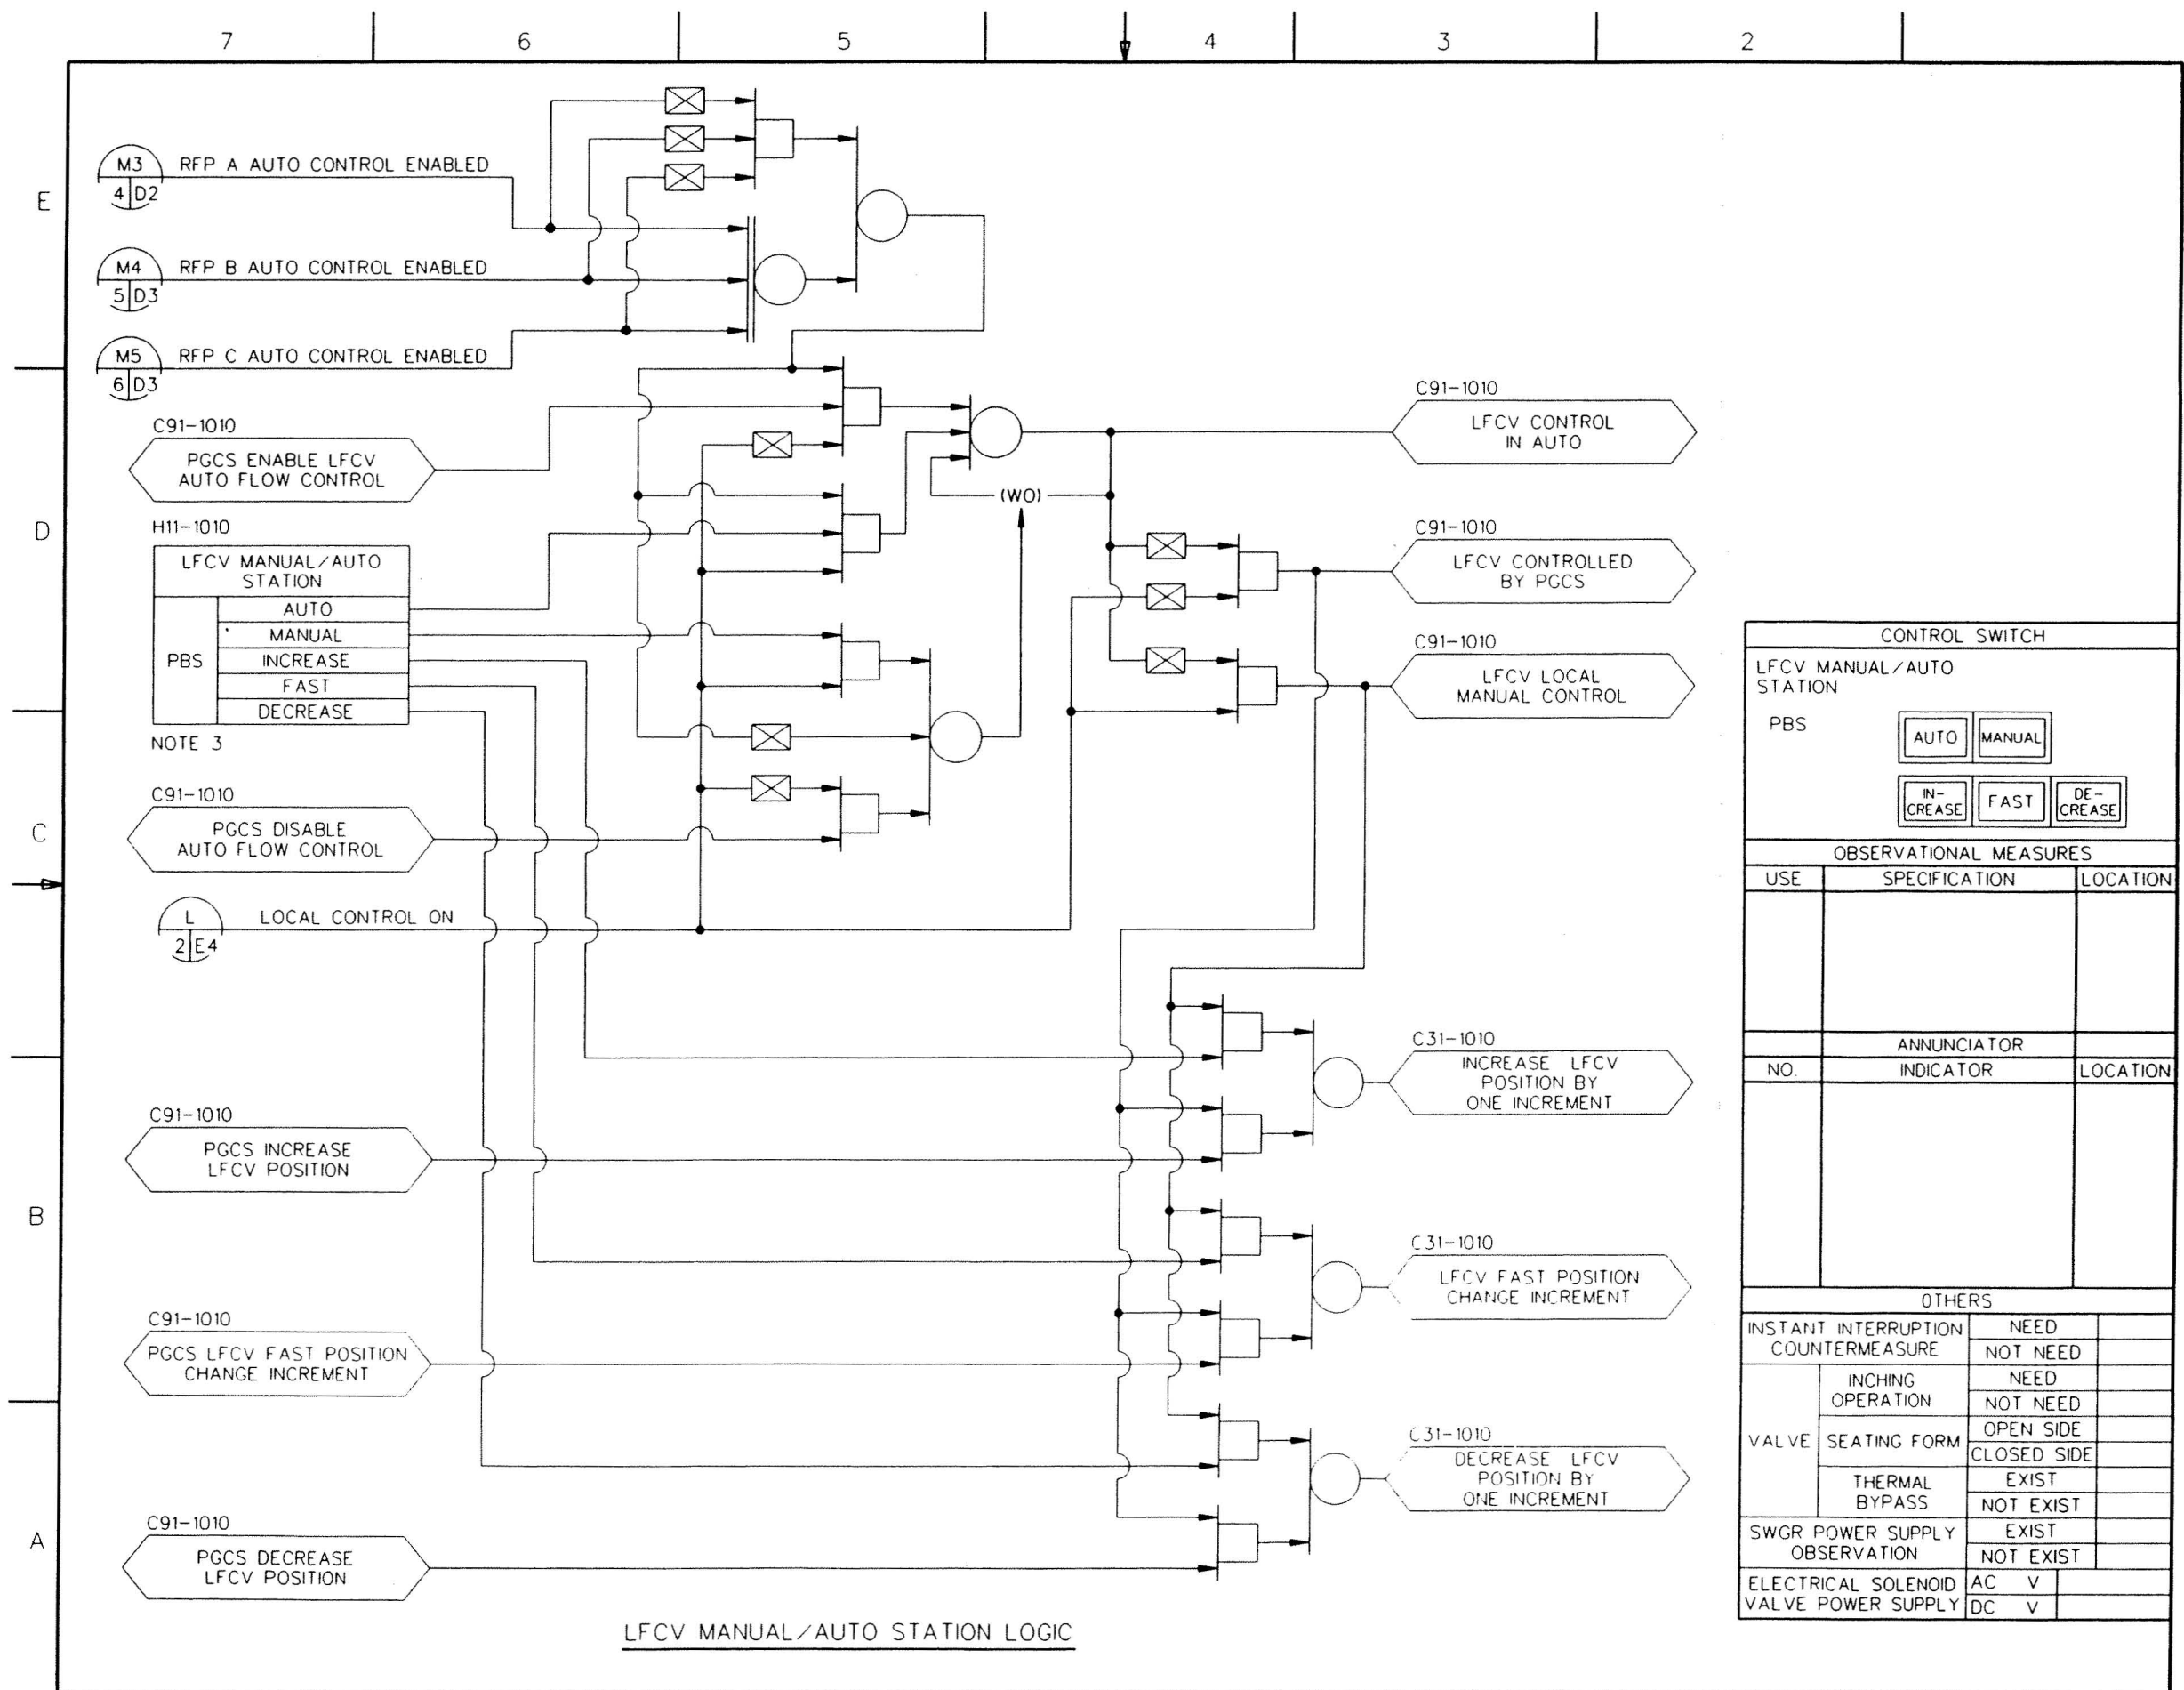 7 6 5 4 3 2
E
D
C
B
A
M3
4 D2
RFP A AUTO CONTROL ENABLED
M4
5 D3
RFP B AUTO CONTROL ENABLED
M5
6 D3
RFP C AUTO CONTROL ENABLED
C91-1010
PGCS ENABLE LFCV
AUTO FLOW CONTROL
H11-1010
LFCV MANUAL/AUTO
STATION
PBS
AUTO
MANUAL
INCREASE
FAST
DECREASE
NOTE 3
C91-1010
PGCS DISABLE
AUTO FLOW CONTROL
L
2 E4
LOCAL CONTROL ON
C91-1010
PGCS INCREASE
LFCV POSITION
C91-1010
PGCS LFCV FAST POSITION
CHANGE INCREMENT
C91-1010
PGCS DECREASE
LFCV POSITION
(WO)
C91-1010
LFCV CONTROL
IN AUTO
C91-1010
LFCV CONTROLLED
BY PGCS
C91-1010
LFCV LOCAL
MANUAL CONTROL
C31-1010
INCREASE LFCV
POSITION BY
ONE INCREMENT
C31-1010
LFCV FAST POSITION
CHANGE INCREMENT
C31-1010
DECREASE LFCV
POSITION BY
ONE INCREMENT
LFCV MANUAL/AUTO STATION LOGIC
CONTROL SWITCH
LFCV MANUAL/AUTO
STATION
PBS
AUTO MANUAL
IN-
CREASE
FAST
DE-
CREASE
OBSERVATIONAL MEASURES
USE SPECIFICATION LOCATION
ANNUNCIATOR
NO. INDICATOR LOCATION
OTHERS
INSTANT INTERRUPTION
COUNTERMEASURE
NEED
NOT NEED
VALVE
INCHING
OPERATION
NEED
NOT NEED
SEATING FORM
OPEN SIDE
CLOSED SIDE
THERMAL
BYPASS
EXIST
NOT EXIST
SWGR POWER SUPPLY
OBSERVATION
EXIST
NOT EXIST
ELECTRICAL SOLENOID
VALVE POWER SUPPLY
AC V
DC V